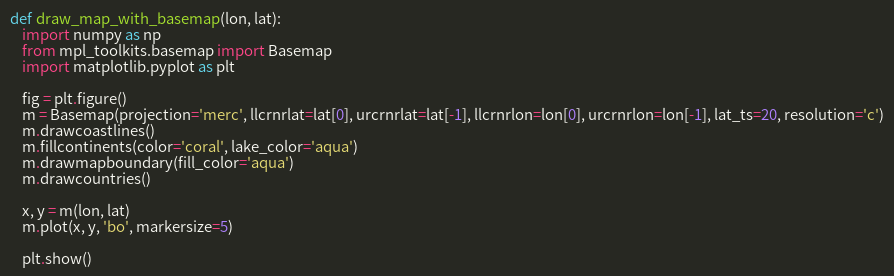 def draw_map_with_basemap(lon, lat):
    import numpy as np
    from mpl_toolkits.basemap import Basemap
    import matplotlib.pyplot as plt

    fig = plt.figure()
    m = Basemap(projection='merc', llcrnrlat=lat[0], urcrnrlat=lat[-1], llcrnrlon=lon[0], urcrnrlon=lon[-1], lat_ts=20, resolution='c')
    m.drawcoastlines()
    m.fillcontinents(color='coral', lake_color='aqua')
    m.drawmapboundary(fill_color='aqua')
    m.drawcountries()

    x, y = m(lon, lat)
    m.plot(x, y, 'bo', markersize=5)

    plt.show()